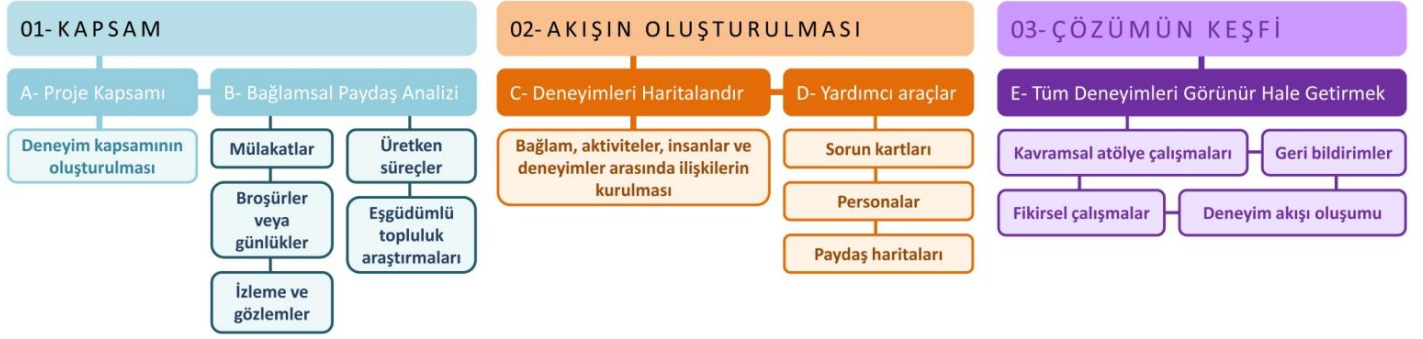 01- KAPSAM
A- Proje Kapsamı
B- Bağlamsal Paydaş Analizi
Deneyim kapsamının
oluşturulması
Mülakatlar
Broşürler
veya
günlükler
İzleme ve
gözlemler
Üretken
süreçler
Eşgüdümlü
topluluk
araştırmaları
02- AKIŞIN OLUŞTURULMASI
C- Deneyimleri Haritalandır
D- Yardımcı araçlar
Bağlam, aktiviteler, insanlar ve
deneyimler arasında ilişkilerin
kurulması
Sorun kartları
Personalar
Paydaş haritaları
03- ÇÖZÜMÜN KEŞFİ
E- Tüm Deneyimleri Görünür Hale Getirmek
Kavramsal atölye çalışmaları
Geri bildirimler
Fikirsel çalışmalar
Deneyim akışı oluşumu